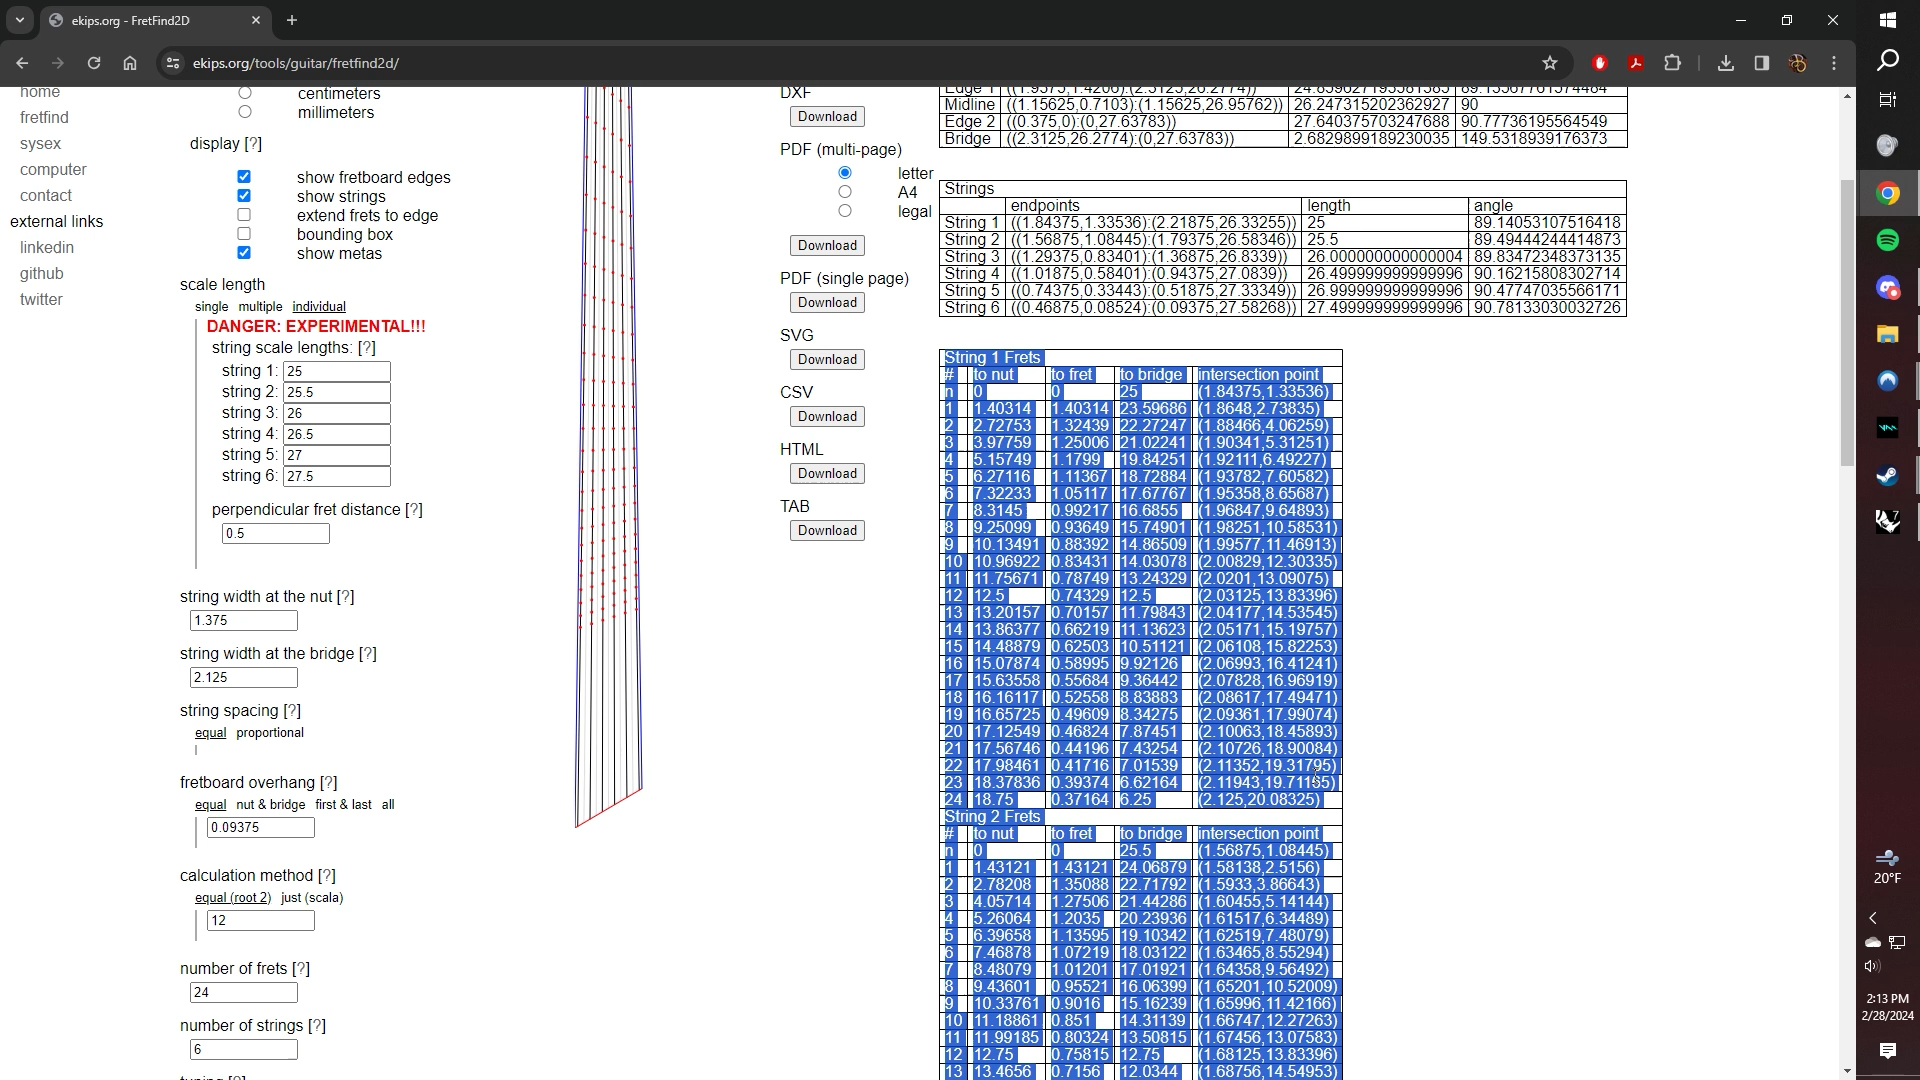 ekips.org - FretFind2D
ekips.org/tools/guitar/fretfind2d/
home
fretfind
sysex
computer
contact
external links
linkedin
github
twitter
centimeters
millimeters
display [?]
show fretboard edges
show strings
extend frets to edge
bounding box
show metas
scale length
single multiple individual
DANGER: EXPERIMENTAL!!!
string scale lengths: [?]
string 1: 25
string 2: 25.5
string 3: 26
string 4: 26.5
string 5: 27
string 6: 27.5
perpendicular fret distance [?]
0.5
string width at the nut [?]
1.375
string width at the bridge [?]
2.125
string spacing [?]
equal proportional
fretboard overhang [?]
equal nut & bridge first & last all
0.09375
calculation method [?]
equal (root 2) just (scala)
12
number of frets [?]
24
number of strings [?]
6
DXF
Download
PDF (multi-page)
letter
A4
legal
Download
PDF (single page)
Download
SVG
Download
CSV
Download
HTML
Download
TAB
Download
Midline ((1.15625,0.7103):(1.15625,26.95762)) 26.247315202362927 90
Edge 2 ((0.375,0):(0,27.63783)) 27.640375703247688 90.77736195564549
Bridge ((2.3125,26.2774):(0,27.63783)) 2.6829899189230035 149.5318939176373
Strings
endpoints length angle
String 1 ((1.84375,1.33536):(2.21875,26.33255)) 25 89.14053107516418
String 2 ((1.56875,1.08445):(1.79375,26.58346)) 25.5 89.49444244414873
String 3 ((1.29375,0.83401):(1.36875,26.8339)) 26.000000000000004 89.83472348373135
String 4 ((1.01875,0.58401):(0.94375,27.0839)) 26.499999999999996 90.16215808302714
String 5 ((0.74375,0.33443):(0.51875,27.33349)) 26.999999999999996 90.47747035566171
String 6 ((0.46875,0.08524):(0.09375,27.58268)) 27.499999999999996 90.78133030032726
String 1 Frets
# to nut to fret to bridge intersection point
n 0 0 25 (1.84375,1.33536)
1 1.40314 1.40314 23.59686 (1.8648,2.73835)
2 2.72753 1.32439 22.27247 (1.88466,4.06259)
3 3.97759 1.25006 21.02241 (1.90341,5.31251)
4 5.15749 1.1799 19.84251 (1.92111,6.49227)
5 6.27116 1.11367 18.72884 (1.93782,7.60582)
6 7.32233 1.05117 17.67767 (1.95358,8.65687)
7 8.3145 0.99217 16.6855 (1.96847,9.64893)
8 9.25099 0.93649 15.74901 (1.98251,10.58531)
9 10.13491 0.88392 14.86509 (1.99577,11.46913)
10 10.96922 0.83431 14.03078 (2.00829,12.30335)
11 11.75671 0.78749 13.24329 (2.0201,13.09075)
12 12.5 0.74329 12.5 (2.03125,13.83396)
13 13.20157 0.70157 11.79843 (2.04177,14.53545)
14 13.86377 0.66219 11.13623 (2.05171,15.19757)
15 14.48879 0.62503 10.51121 (2.06108,15.82253)
16 15.07874 0.58995 9.92126 (2.06993,16.41241)
17 15.63558 0.55684 9.36442 (2.07828,16.96919)
18 16.16117 0.52558 8.83883 (2.08617,17.49471)
19 16.65725 0.49609 8.34275 (2.09361,17.99074)
20 17.12549 0.46824 7.87451 (2.10063,18.45893)
21 17.56746 0.44196 7.43254 (2.10726,18.90084)
22 17.98461 0.41716 7.01539 (2.11352,19.31795)
23 18.37836 0.39374 6.62164 (2.11943,19.71165)
24 18.75 0.37164 6.25 (2.125,20.08325)
String 2 Frets
# to nut to fret to bridge intersection point
n 0 0 25.5 (1.56875,1.08445)
1 1.43121 1.43121 24.06879 (1.58138,2.5156)
2 2.78208 1.35088 22.71792 (1.5933,3.86643)
3 4.05714 1.27506 21.44286 (1.60455,5.14144)
4 5.26064 1.2035 20.23936 (1.61517,6.34489)
5 6.39658 1.13595 19.10342 (1.62519,7.48079)
6 7.46878 1.07219 18.03122 (1.63465,8.55294)
7 8.48079 1.01201 17.01921 (1.64358,9.56492)
8 9.43601 0.95521 16.06399 (1.65201,10.52009)
9 10.33761 0.9016 15.16239 (1.65996,11.42166)
10 11.18861 0.851 14.31139 (1.66747,12.27263)
11 11.99185 0.80324 13.50815 (1.67456,13.07583)
12 12.75 0.75815 12.75 (1.68125,13.83396)
13 13.4656 0.7156 12.0344 (1.68756,14.54953)
20°F
2:13 PM
2/28/2024